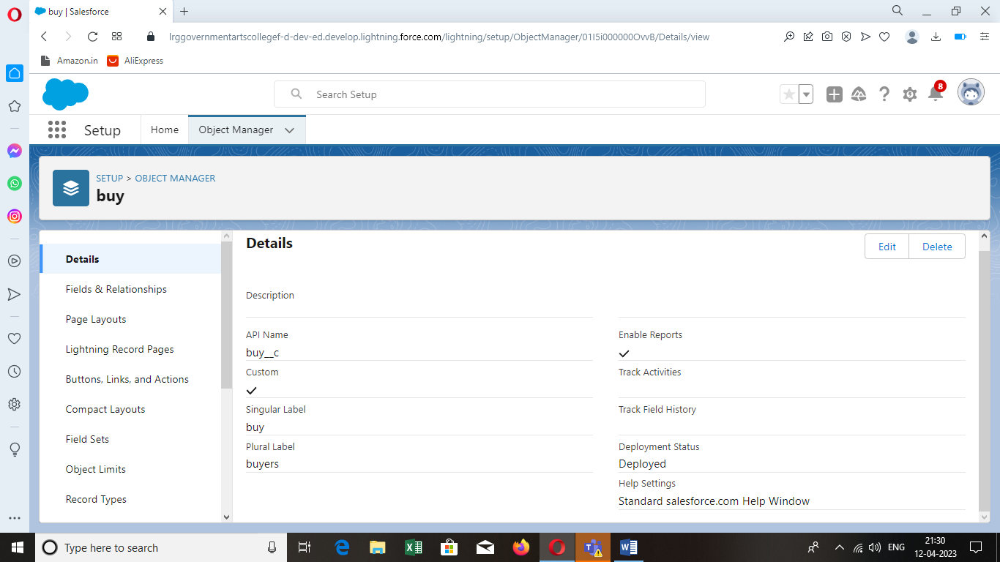 buy | Salesforce
lrggovernmentartscollegef-d-dev-ed.develop.lightning.force.com/lightning/setup/ObjectManager/01I5i000000OvvB/Details/view
Amazon.in AliExpress
Search Setup
8
Setup Home Object Manager
SETUP > OBJECT MANAGER
buy
Details
Fields & Relationships
Page Layouts
Lightning Record Pages
Buttons, Links, and Actions
Compact Layouts
Field Sets
Object Limits
Record Types
Details
Edit Delete
Description
API Name
buy__c
Custom
Singular Label
buy
Plural Label
buyers
Enable Reports
Track Activities
Track Field History
Deployment Status
Deployed
Help Settings
Standard salesforce.com Help Window
Type here to search
ENG
21:30
12-04-2023